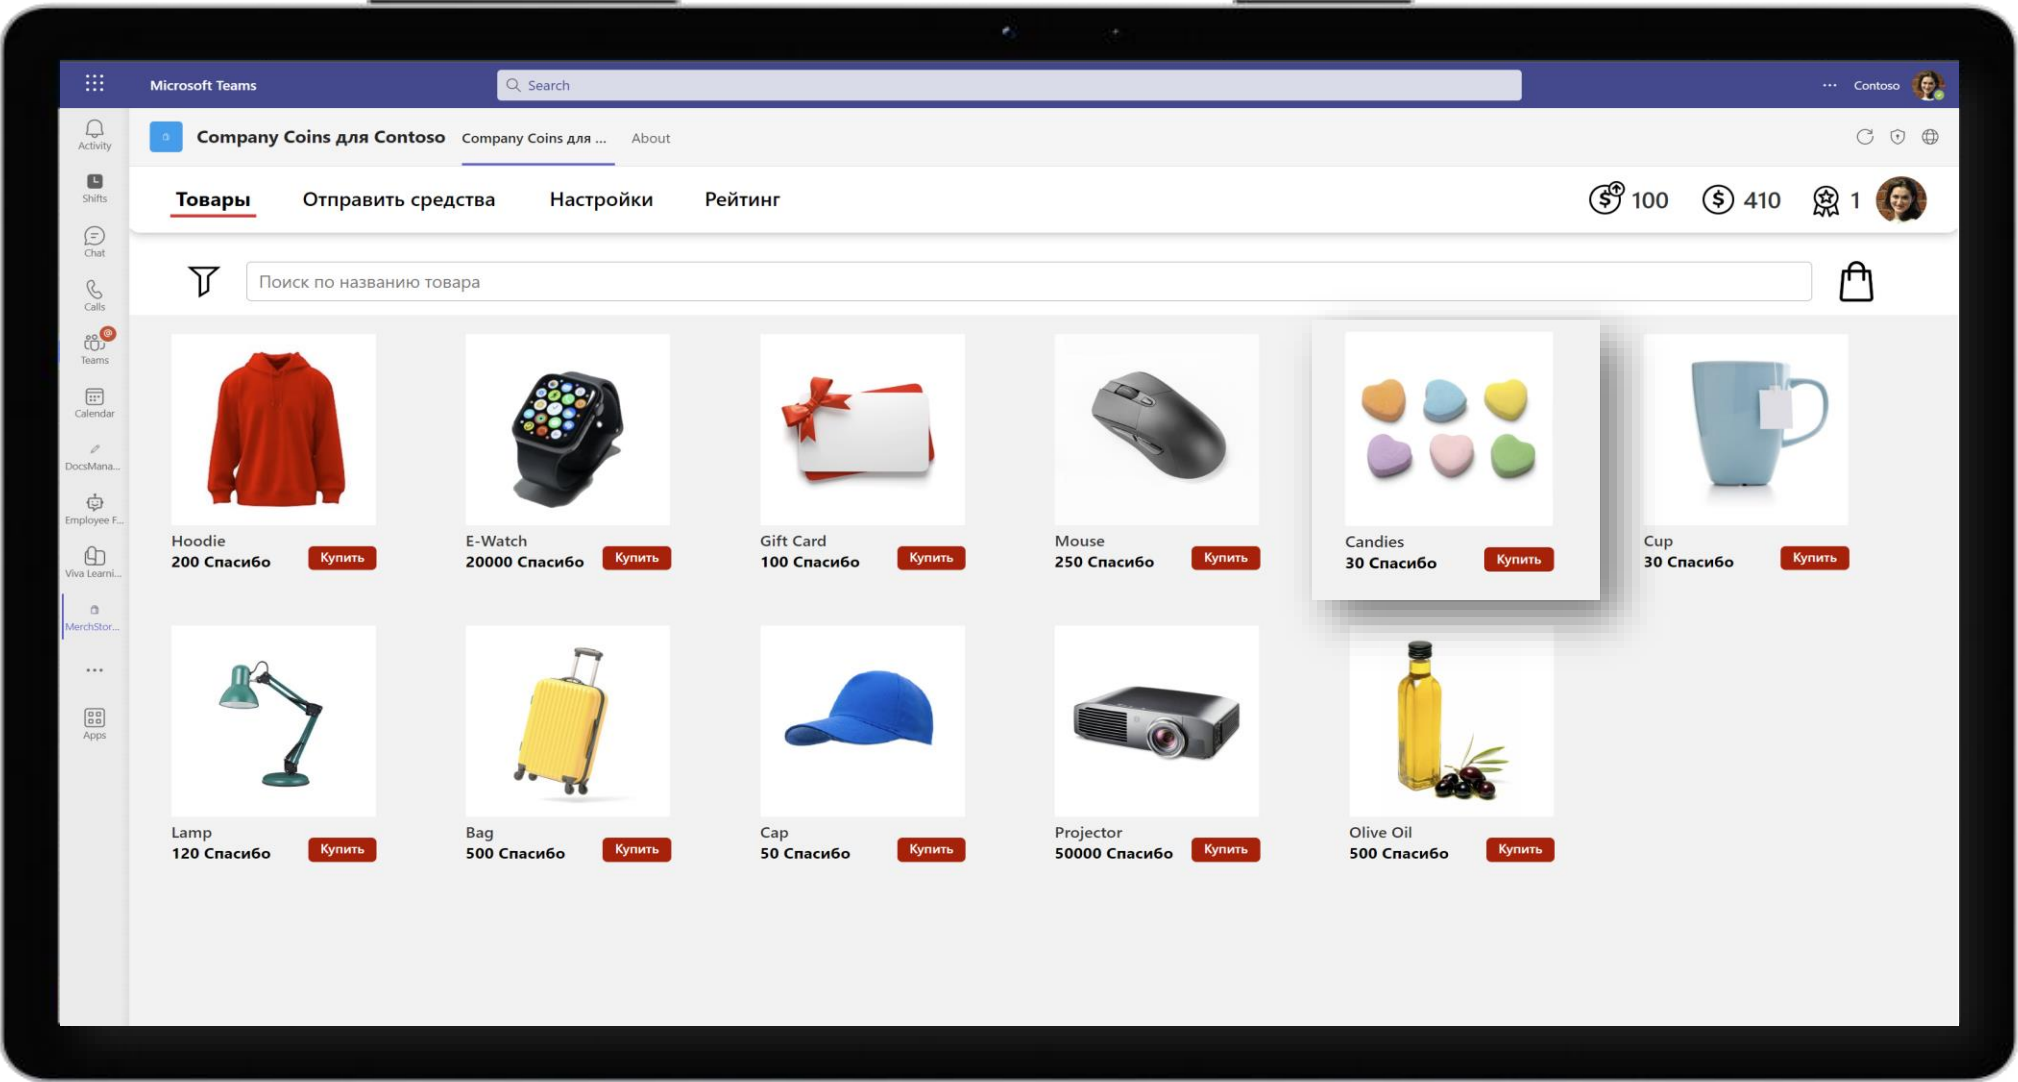 Microsoft Teams
Search
Contoso
Activity
Shifts
Chat
Calls
Teams
Calendar
DocsMana...
Employee F...
Viva Learni...
MerchStor...
Apps
Company Coins для Contoso
Company Coins для ...
About
Товары
Отправить средства
Настройки
Рейтинг
100
410
1
Поиск по названию товара
Hoodie
200 Спасибо
Купить
E-Watch
20000 Спасибо
Купить
Gift Card
100 Спасибо
Купить
Mouse
250 Спасибо
Купить
Candies
30 Спасибо
Купить
Cup
30 Спасибо
Купить
Lamp
120 Спасибо
Купить
Bag
500 Спасибо
Купить
Cap
50 Спасибо
Купить
Projector
50000 Спасибо
Купить
Olive Oil
500 Спасибо
Купить